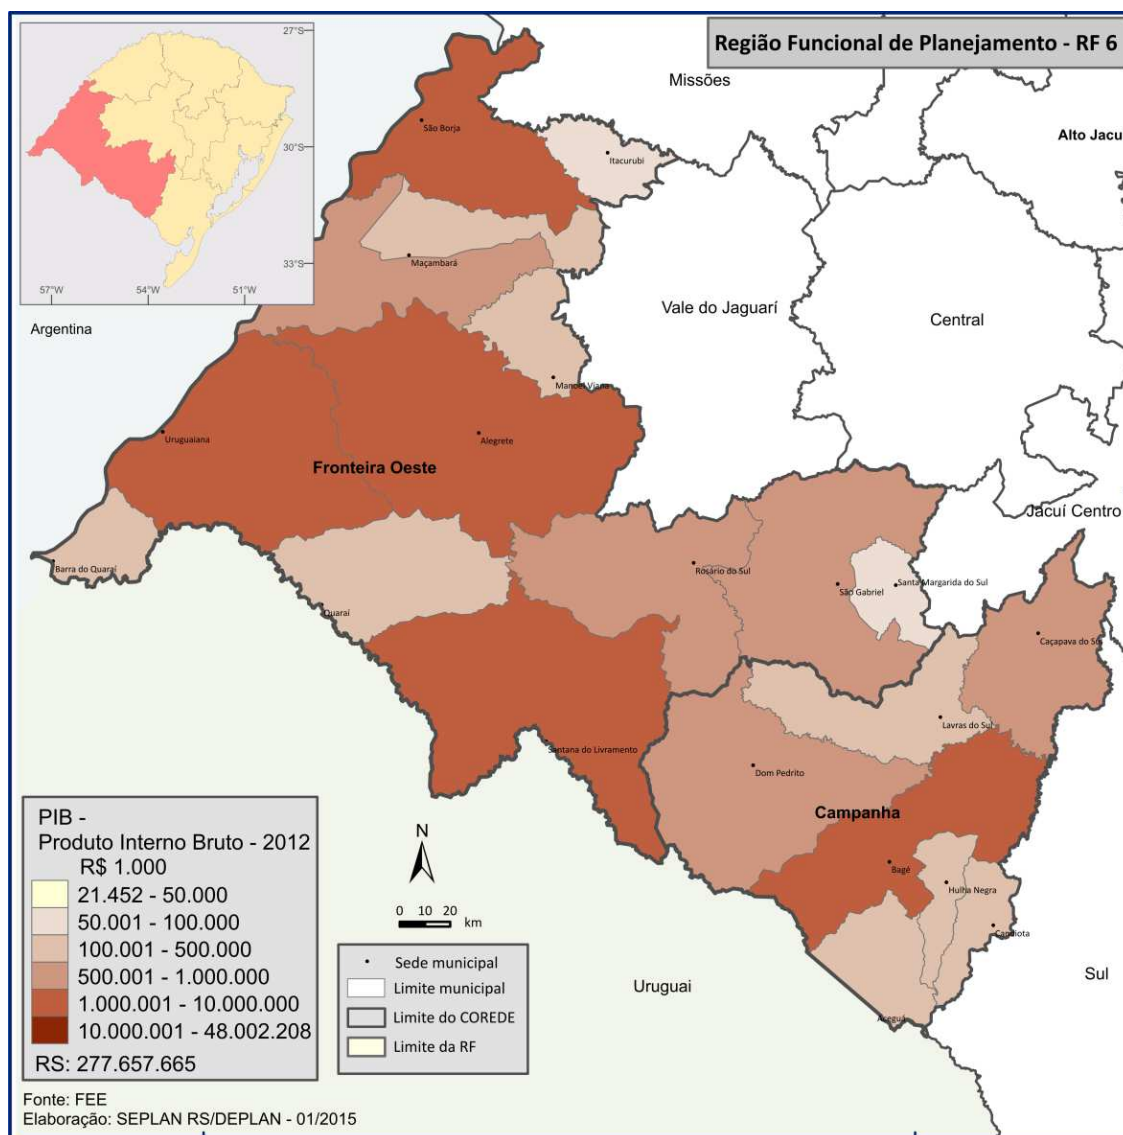 Região Funcional de Planejamento - RF 6
27°S
30°S
33°S
57°W
54°W
51°W
Missões
Alto Jacu
São Borja
Itacurubi
Maçambará
Vale do Jaguarí
Central
Argentina
Manoel Viana
Uruguaiana
Alegrete
Fronteira Oeste
Jacuí Centro
Barra do Quaraí
Rosário do Sul
São Gabriel
Santa Margarida do Sul
Quaraí
Caçapava do Su
Lavras do Sul
Santana do Livramento
Dom Pedrito
Campanha
Bagé
Hulha Negra
Candiota
Aceguá
Uruguai
Sul
PIB -
Produto Interno Bruto - 2012
R$ 1.000
21.452 - 50.000
50.001 - 100.000
100.001 - 500.000
500.001 - 1.000.000
1.000.001 - 10.000.000
10.000.001 - 48.002.208
RS: 277.657.665
N
0 10 20
km
Sede municipal
Limite municipal
Limite do COREDE
Limite da RF
Fonte: FEE
Elaboração: SEPLAN RS/DEPLAN - 01/2015